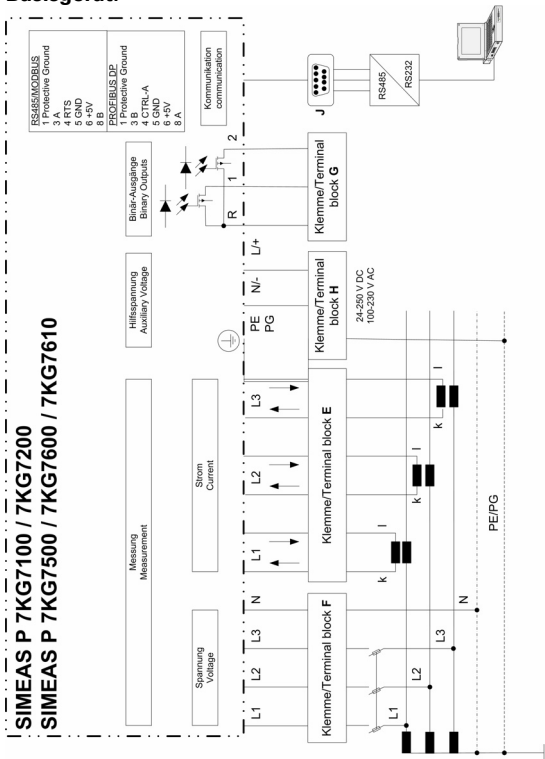 Basisgerät:
SIMEAS P 7KG7100 / 7KG7200
SIMEAS P 7KG7500 / 7KG7600 / 7KG7610
Messung
Measurement
Spannung
Voltage
Strom
Current
Hilfsspannung
Auxiliary Voltage
Binär-Ausgänge
Binary Outputs
Kommunikation
communication
RS485/MODBUS
1 Protective Ground
3 A
4 RTS
5 GND
6 +5V
8 B
PROFIBUS DP
1 Protective Ground
3 B
4 CTRL-A
5 GND
6 +5V
8 A
L1
L2
L3
N
L1
L2
L3
PE
PG
N/-
L/+
R
1
2
Klemme/Terminal block F
Klemme/Terminal block E
Klemme/Terminal
block H
Klemme/Terminal
block G
J
RS485
RS232
24-250 V DC
100-230 V AC
k
l
k
l
k
l
L1
L2
L3
N
PE/PG